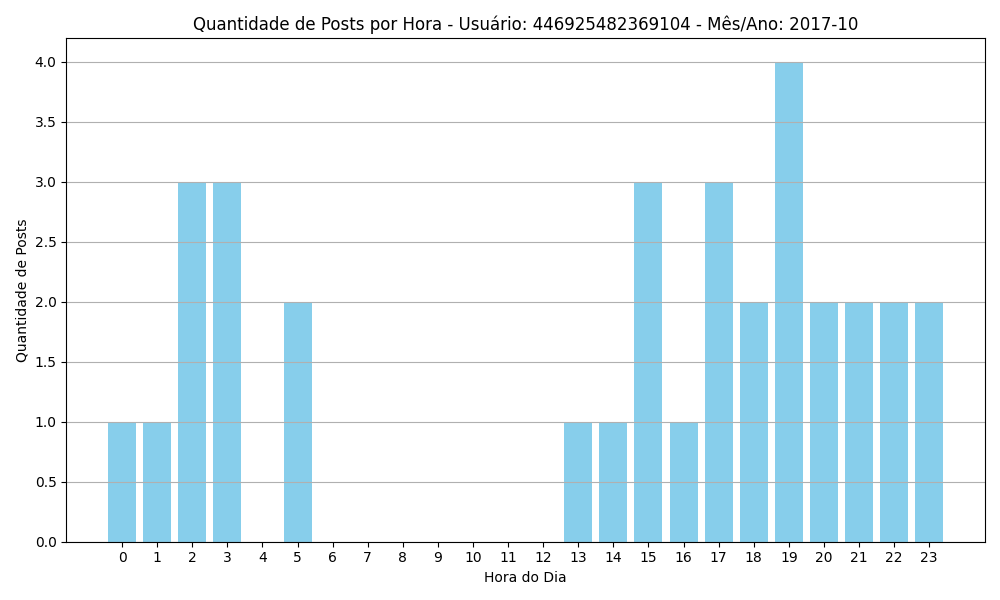 Quantidade de Posts por Hora - Usuário: 446925482369104 - Mês/Ano: 2017-10
Quantidade de Posts
4.0
3.5
3.0
2.5
2.0
1.5
1.0
0.5
0.0
0 1 2 3 4 5 6 7 8 9 10 11 12 13 14 15 16 17 18 19 20 21 22 23
Hora do Dia